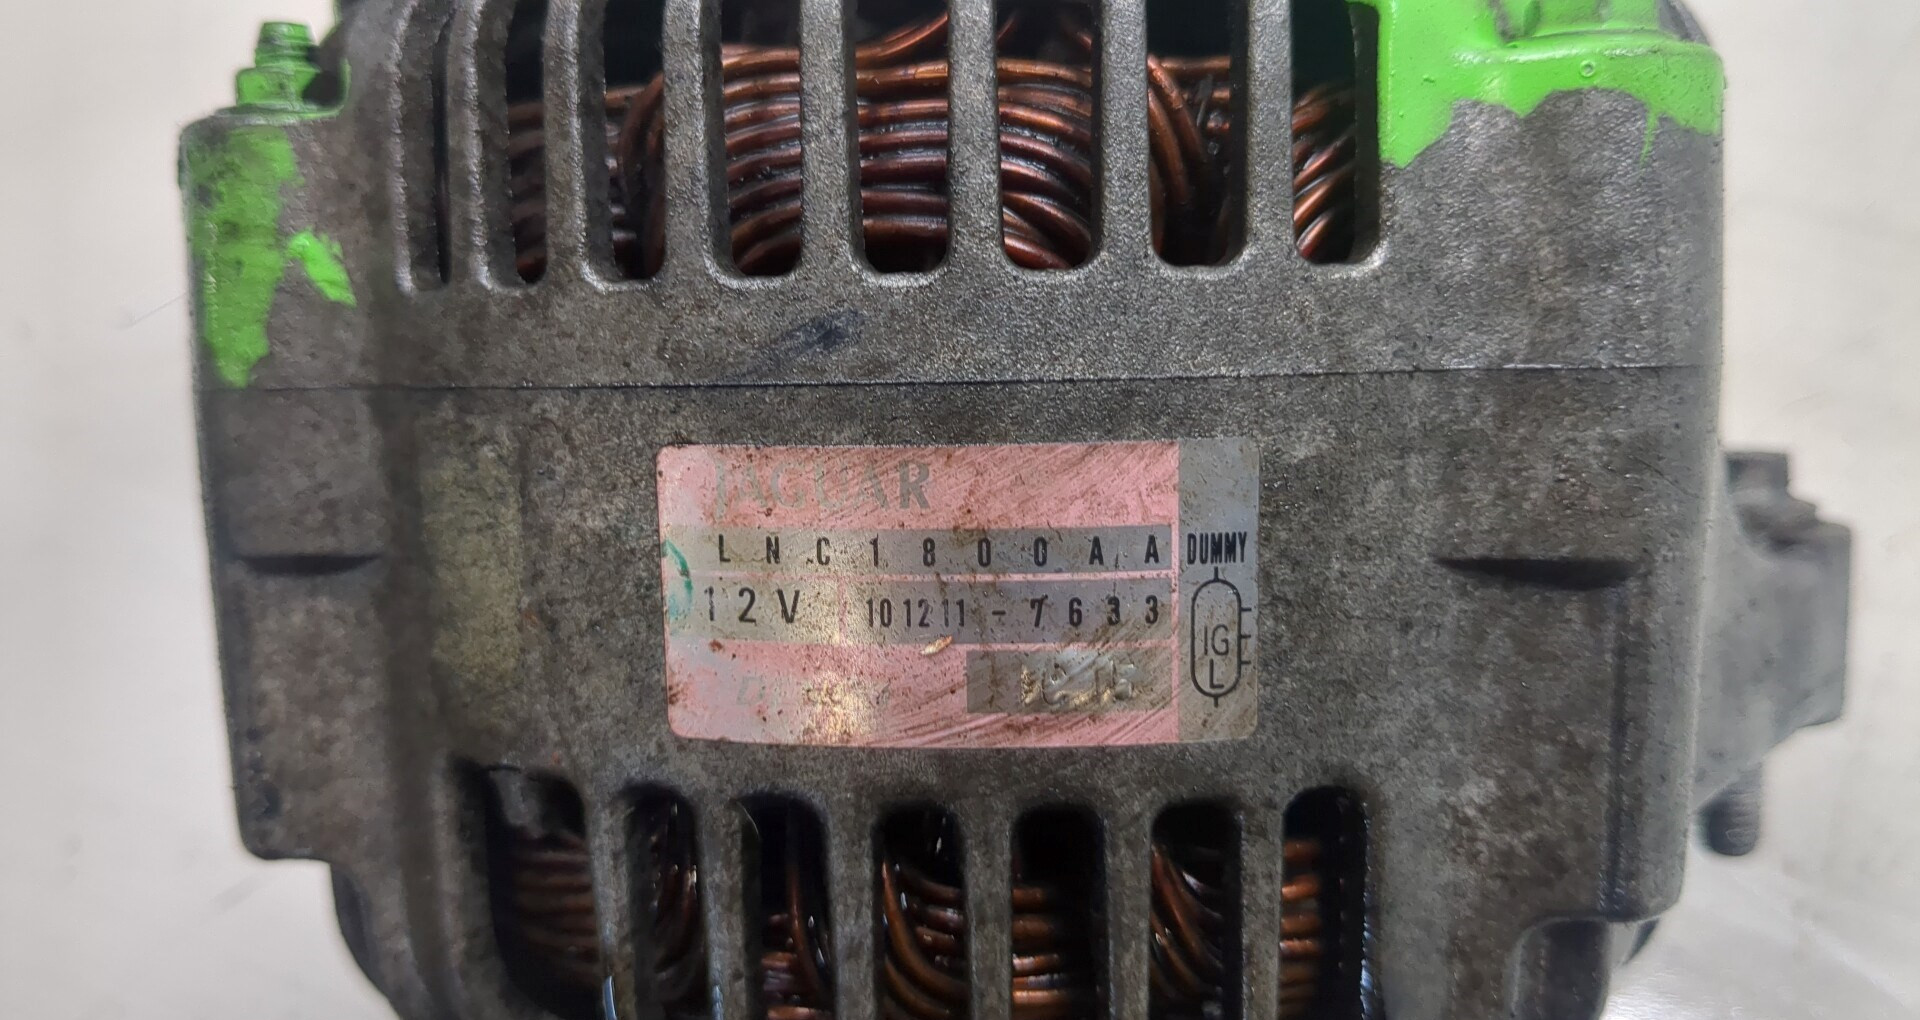 JAGUAR
LNC1800AA
DUMMY
12V 101211-7633
IG
L